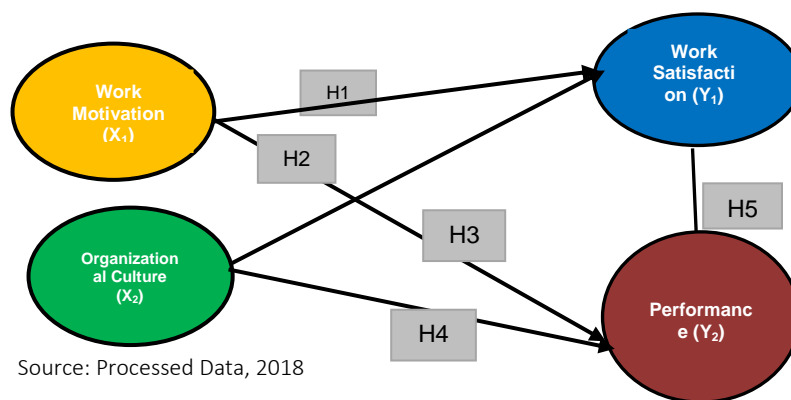 Work
Motivation
(X₁)
H1
Work
Satisfacti
on (Y₁)
H2
H3
H5
Organization
al Culture
(X₂)
H4
Performanc
e (Y₂)
Source: Processed Data, 2018